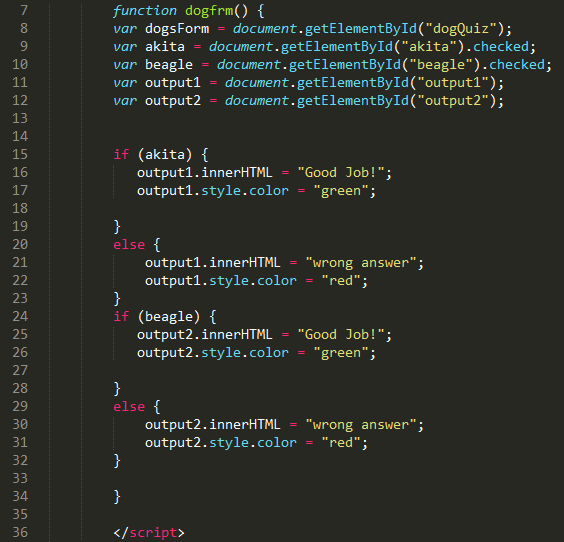 7 function dogfrm() {
8 var dogsForm = document.getElementById("dogQuiz");
9 var akita = document.getElementById("akita").checked;
10 var beagle = document.getElementById("beagle").checked;
11 var output1 = document.getElementById("output1");
12 var output2 = document.getElementById("output2");
13
14
15 if (akita) {
16 output1.innerHTML = "Good Job!";
17 output1.style.color = "green";
18
19 }
20 else {
21 output1.innerHTML = "wrong answer";
22 output1.style.color = "red";
23 }
24 if (beagle) {
25 output2.innerHTML = "Good Job!";
26 output2.style.color = "green";
27
28 }
29 else {
30 output2.innerHTML = "wrong answer";
31 output2.style.color = "red";
32 }
33
34 }
35
36 </script>